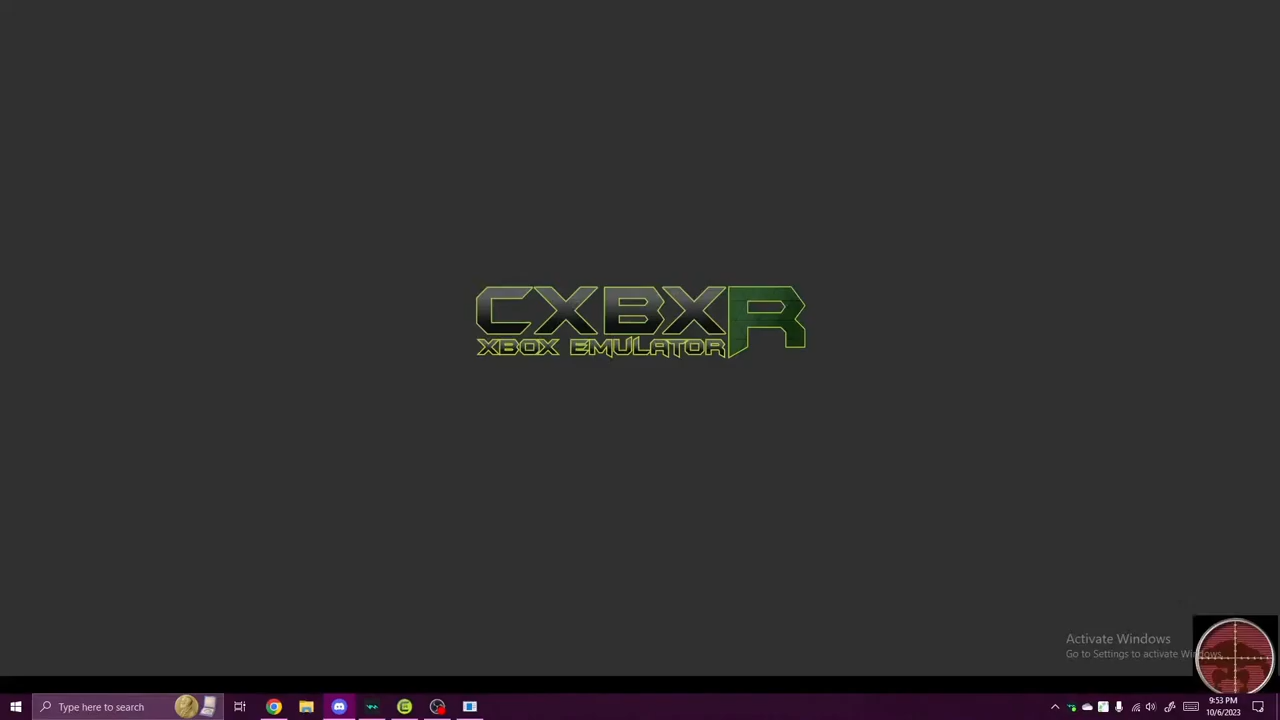 CXBXR
XBOX EMULATOR
Activate Windows
Go to Settings to activate Windows.
Type here to search
9:53 PM
10/6/2023